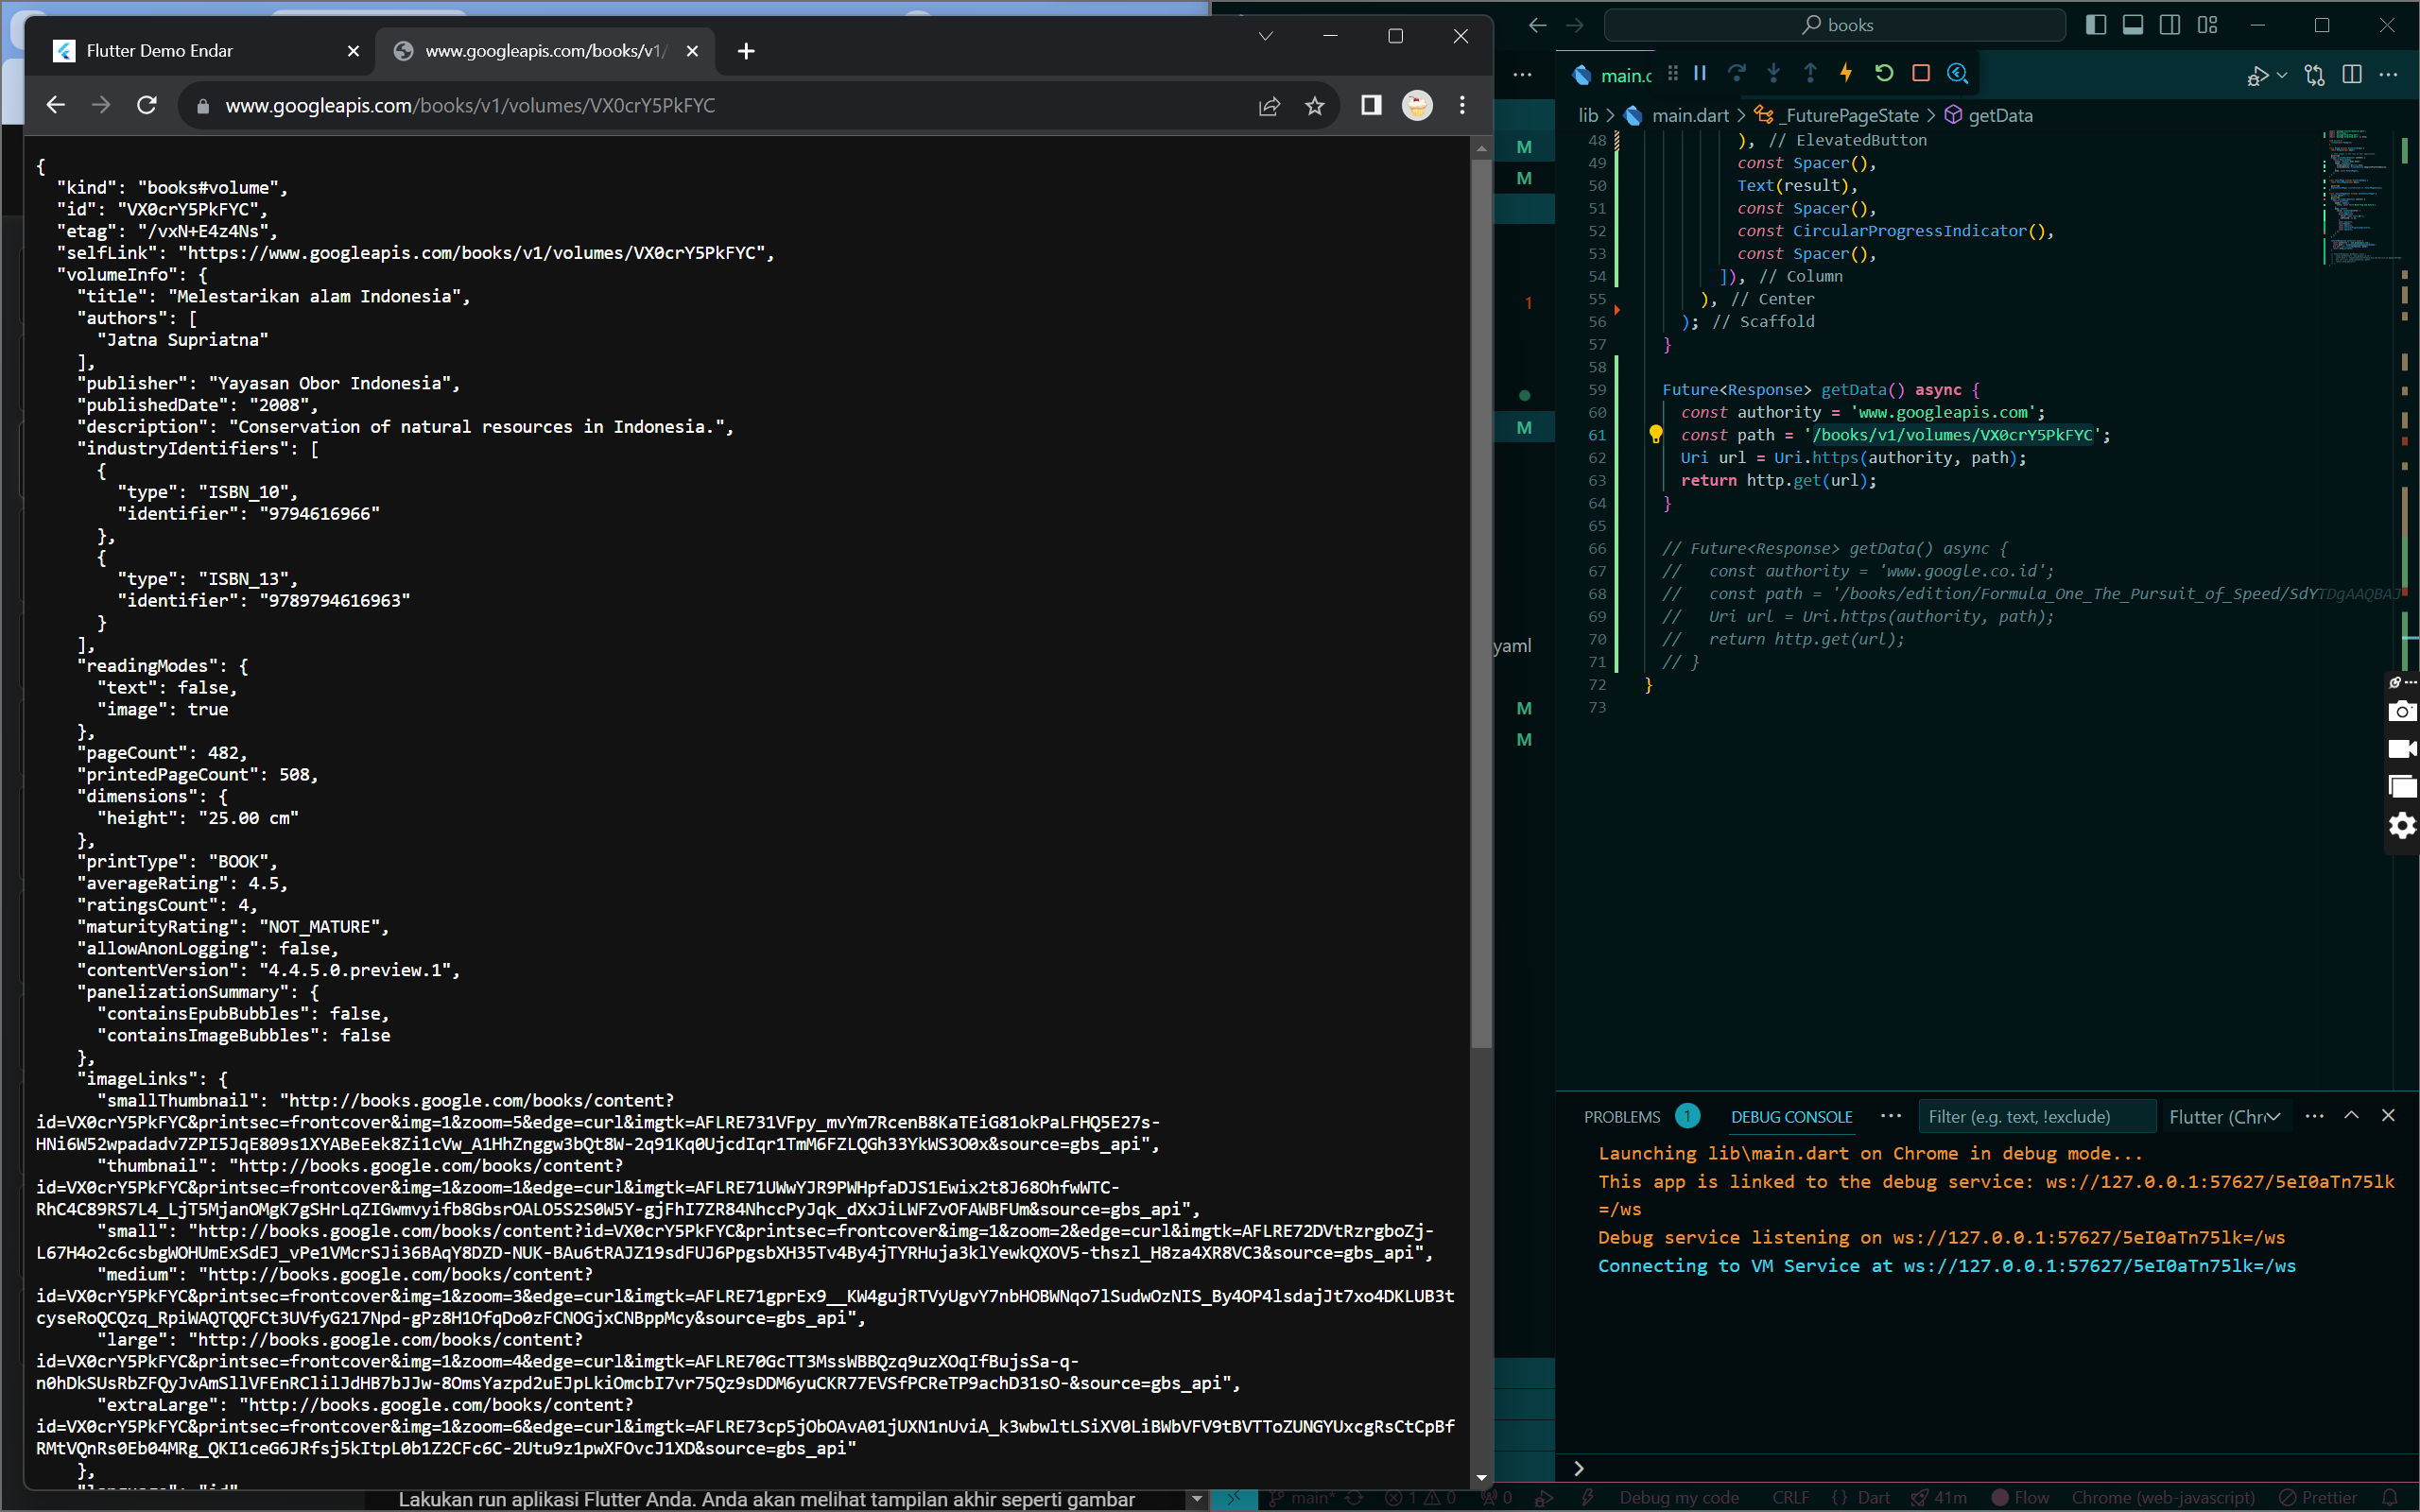 Flutter Demo Endar
www.googleapis.com/books/v1/
www.googleapis.com/books/v1/volumes/VX0crY5PkFYC
{
"kind": "books#volume",
"id": "VX0crY5PkFYC",
"etag": "/vxN+E4z4Ns",
"selfLink": "https://www.googleapis.com/books/v1/volumes/VX0crY5PkFYC",
"volumeInfo": {
"title": "Melestarikan alam Indonesia",
"authors": [
"Jatna Supriatna"
],
"publisher": "Yayasan Obor Indonesia",
"publishedDate": "2008",
"description": "Conservation of natural resources in Indonesia.",
"industryIdentifiers": [
{
"type": "ISBN_10",
"identifier": "9794616966"
},
{
"type": "ISBN_13",
"identifier": "9789794616963"
}
],
"readingModes": {
"text": false,
"image": true
},
"pageCount": 482,
"printedPageCount": 508,
"dimensions": {
"height": "25.00 cm"
},
"printType": "BOOK",
"averageRating": 4.5,
"ratingsCount": 4,
"maturityRating": "NOT_MATURE",
"allowAnonLogging": false,
"contentVersion": "4.4.5.0.preview.1",
"panelizationSummary": {
"containsEpubBubbles": false,
"containsImageBubbles": false
},
"imageLinks": {
"smallThumbnail": "http://books.google.com/books/content?
id=VX0crY5PkFYC&printsec=frontcover&img=1&zoom=5&edge=curl&imgtk=AFLRE731VFpy_mvYm7RcenB8KaTEiG81okPaLFHQ5E27s-
HNi6W52wpadadv7ZPI5JqE809s1XYABeEek8Zi1cVw_A1HhZnggw3bQt8W-2q91Kq0UjcdIqr1TmM6FZLQGh33YkWS3O0x&source=gbs_api",
"thumbnail": "http://books.google.com/books/content?
id=VX0crY5PkFYC&printsec=frontcover&img=1&zoom=1&edge=curl&imgtk=AFLRE71UWwYJR9PWHpfaDJS1Ewix2t8J68OhfwWTC-
RhC4C89RS7L4_LjT5MjanOMgK7gSHrLqZIGwmvyifb8GbsrOALO5S2S0W5Y-gjFhI7ZR84NhccPyJqk_dXxJiLWFZvOFAWBFUm&source=gbs_api",
"small": "http://books.google.com/books/content?id=VX0crY5PkFYC&printsec=frontcover&img=1&zoom=2&edge=curl&imgtk=AFLRE72DVtRzrgboZj-
L67H4o2c6csbgWOHUmExSdEJ_vPe1VMcrSJi36BAqY8DZD-NUK-BAu6tRAJZ19sdFUJ6PpgsbXH35Tv4By4jTYRHuja3klYewkQXOV5-thszl_H8za4XR8VC3&source=gbs_api",
"medium": "http://books.google.com/books/content?
id=VX0crY5PkFYC&printsec=frontcover&img=1&zoom=3&edge=curl&imgtk=AFLRE71gprEx9__KW4gujRTVyUgvY7nbHOBWNqo7lSudwOzNIS_By4OP4lsdajJt7xo4DKLUB3t
cyseRoQCQzq_RpiWAQTQQFCt3UVfyG217Npd-gPz8H1OfqDo0zFCNOGjxCNBppMcy&source=gbs_api",
"large": "http://books.google.com/books/content?
id=VX0crY5PkFYC&printsec=frontcover&img=1&zoom=4&edge=curl&imgtk=AFLRE70GcTT3MssWBBQzq9uzXOqIfBujsSa-q-
n0hDkSUsRbZFQyJvAmSllVFEnRClilJdHB7bJJw-8OmsYazpd2uEJpLkiOmcbI7vr75Qz9sDDM6yuCKR77EVSfPCReTP9achD31sO-&source=gbs_api",
"extraLarge": "http://books.google.com/books/content?
id=VX0crY5PkFYC&printsec=frontcover&img=1&zoom=6&edge=curl&imgtk=AFLRE73cp5jObOAvA01jUXN1nUviA_k3wbwltLSiXV0LiBWbVFV9tBVTToZUNGYUxcgRsCtCpBf
RMtVQnRs0Eb04MRg_QKI1ceG6JRfsj5kItpL0b1Z2CFc6C-2Utu9z1pwXFOvcJ1XD&source=gbs_api"
},
Lakukan run aplikasi Flutter Anda. Anda akan melihat tampilan akhir seperti gambar
books
M
M
1
M
yaml
M
M
main.d
lib > main.dart > _FuturePageState > getData
48 ), // ElevatedButton
49 const Spacer(),
50 Text(result),
51 const Spacer(),
52 const CircularProgressIndicator(),
53 const Spacer(),
54 ]), // Column
55 ), // Center
56 ); // Scaffold
57 }
58
59 Future<Response> getData() async {
60 const authority = 'www.googleapis.com';
61 const path = '/books/v1/volumes/VX0crY5PkFYC';
62 Uri url = Uri.https(authority, path);
63 return http.get(url);
64 }
65
66 // Future<Response> getData() async {
67 // const authority = 'www.google.co.id';
68 // const path = '/books/edition/Formula_One_The_Pursuit_of_Speed/SdYTDgAAQBAJ
69 // Uri url = Uri.https(authority, path);
70 // return http.get(url);
71 // }
72 }
73
PROBLEMS 1 DEBUG CONSOLE Filter (e.g. text, !exclude) Flutter (Chr
Launching lib\main.dart on Chrome in debug mode...
This app is linked to the debug service: ws://127.0.0.1:57627/5eI0aTn75lk
=/ws
Debug service listening on ws://127.0.0.1:57627/5eI0aTn75lk=/ws
Connecting to VM Service at ws://127.0.0.1:57627/5eI0aTn75lk=/ws
main* 1 0 0 Debug my code CRLF {} Dart 41m Flow Chrome (web-javascript) Prettier